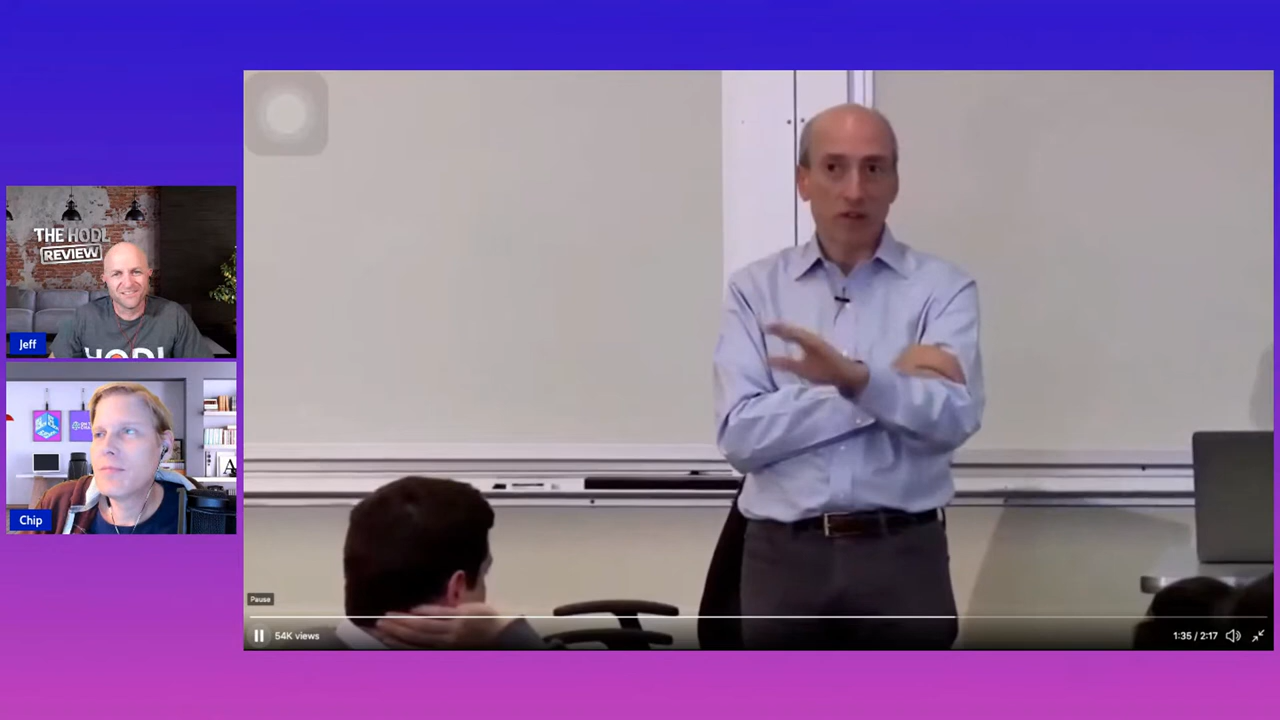 THE HODL
REVIEW
Jeff
HODL
Chip
A
Pause
54K views
1:35 / 2:17